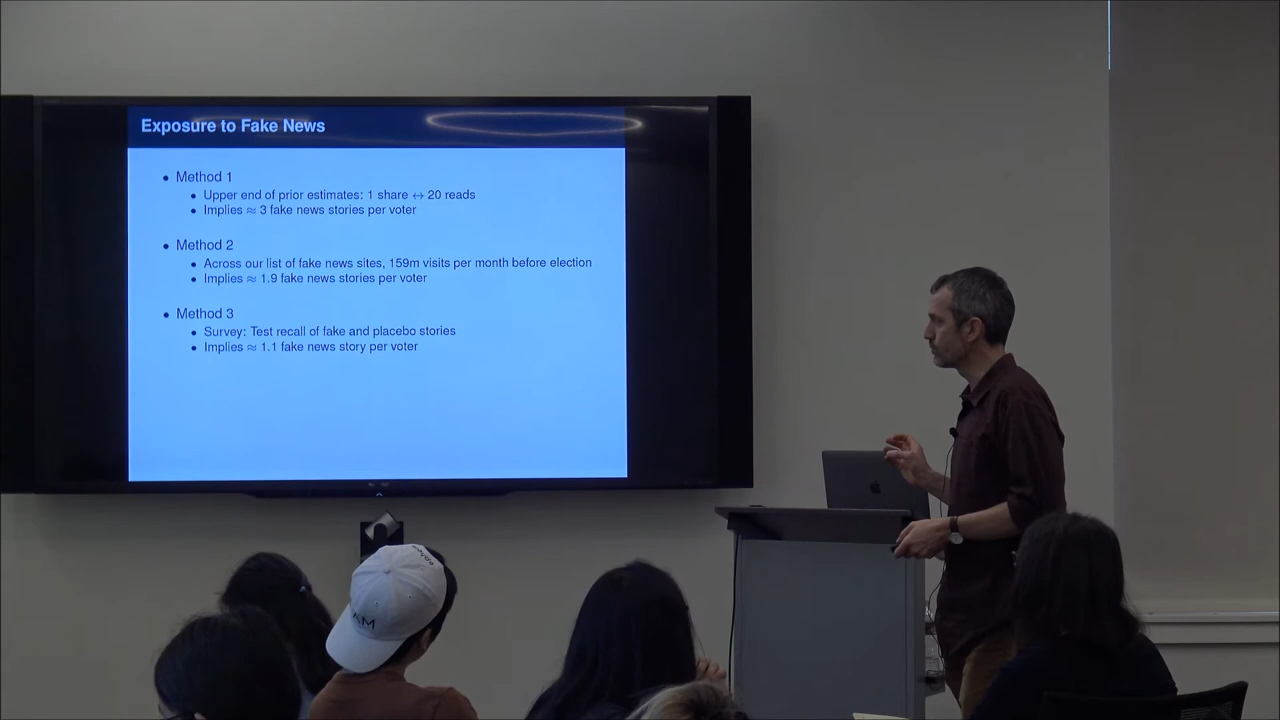 Exposure to Fake News
• Method 1
• Upper end of prior estimates: 1 share ↔ 20 reads
• Implies ≈ 3 fake news stories per voter
• Method 2
• Across our list of fake news sites, 159m visits per month before election
• Implies ≈ 1.9 fake news stories per voter
• Method 3
• Survey: Test recall of fake and placebo stories
• Implies ≈ 1.1 fake news story per voter